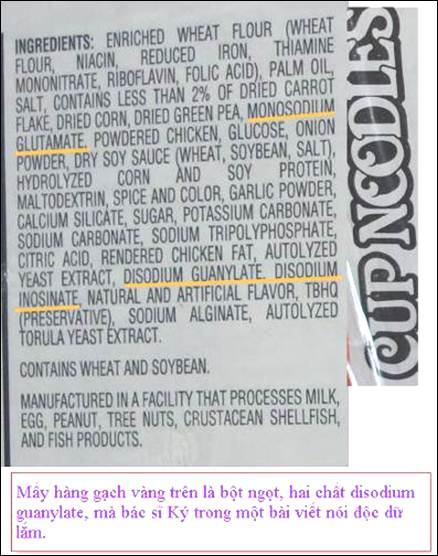 INGREDIENTS: ENRICHED WHEAT FLOUR (WHEAT
FLOUR, NIACIN, REDUCED IRON, THIAMINE
MONONITRATE, RIBOFLAVIN, FOLIC ACID), PALM OIL,
SALT, CONTAINS LESS THAN 2% OF DRIED CARROT
FLAKE, DRIED CORN, DRIED GREEN PEA, MONOSODIUM
GLUTAMATE, POWDERED CHICKEN, GLUCOSE, ONION
POWDER, DRY SOY SAUCE (WHEAT, SOYBEAN, SALT),
HYDROLYZED CORN AND SOY PROTEIN,
MALTODEXTRIN, SPICE AND COLOR, GARLIC POWDER,
CALCIUM SILICATE, SUGAR, POTASSIUM CARBONATE,
SODIUM CARBONATE, SODIUM TRIPOLYPHOSPHATE,
CITRIC ACID, RENDERED CHICKEN FAT, AUTOLYZED
YEAST EXTRACT, DISODIUM GUANYLATE, DISODIUM
INOSINATE, NATURAL AND ARTIFICIAL FLAVOR, TBHQ
(PRESERVATIVE), SODIUM ALGINATE, AUTOLYZED
TORULA YEAST EXTRACT.
CONTAINS WHEAT AND SOYBEAN.
MANUFACTURED IN A FACILITY THAT PROCESSES MILK,
EGG, PEANUT, TREE NUTS, CRUSTACEAN SHELLFISH,
AND FISH PRODUCTS.
CUP NOODLES
Mấy hàng gạch vàng trên là bột ngọt, hai chất disodium
guanylate, mà bác sĩ Ký trong một bài viết nói độc dữ
lắm.